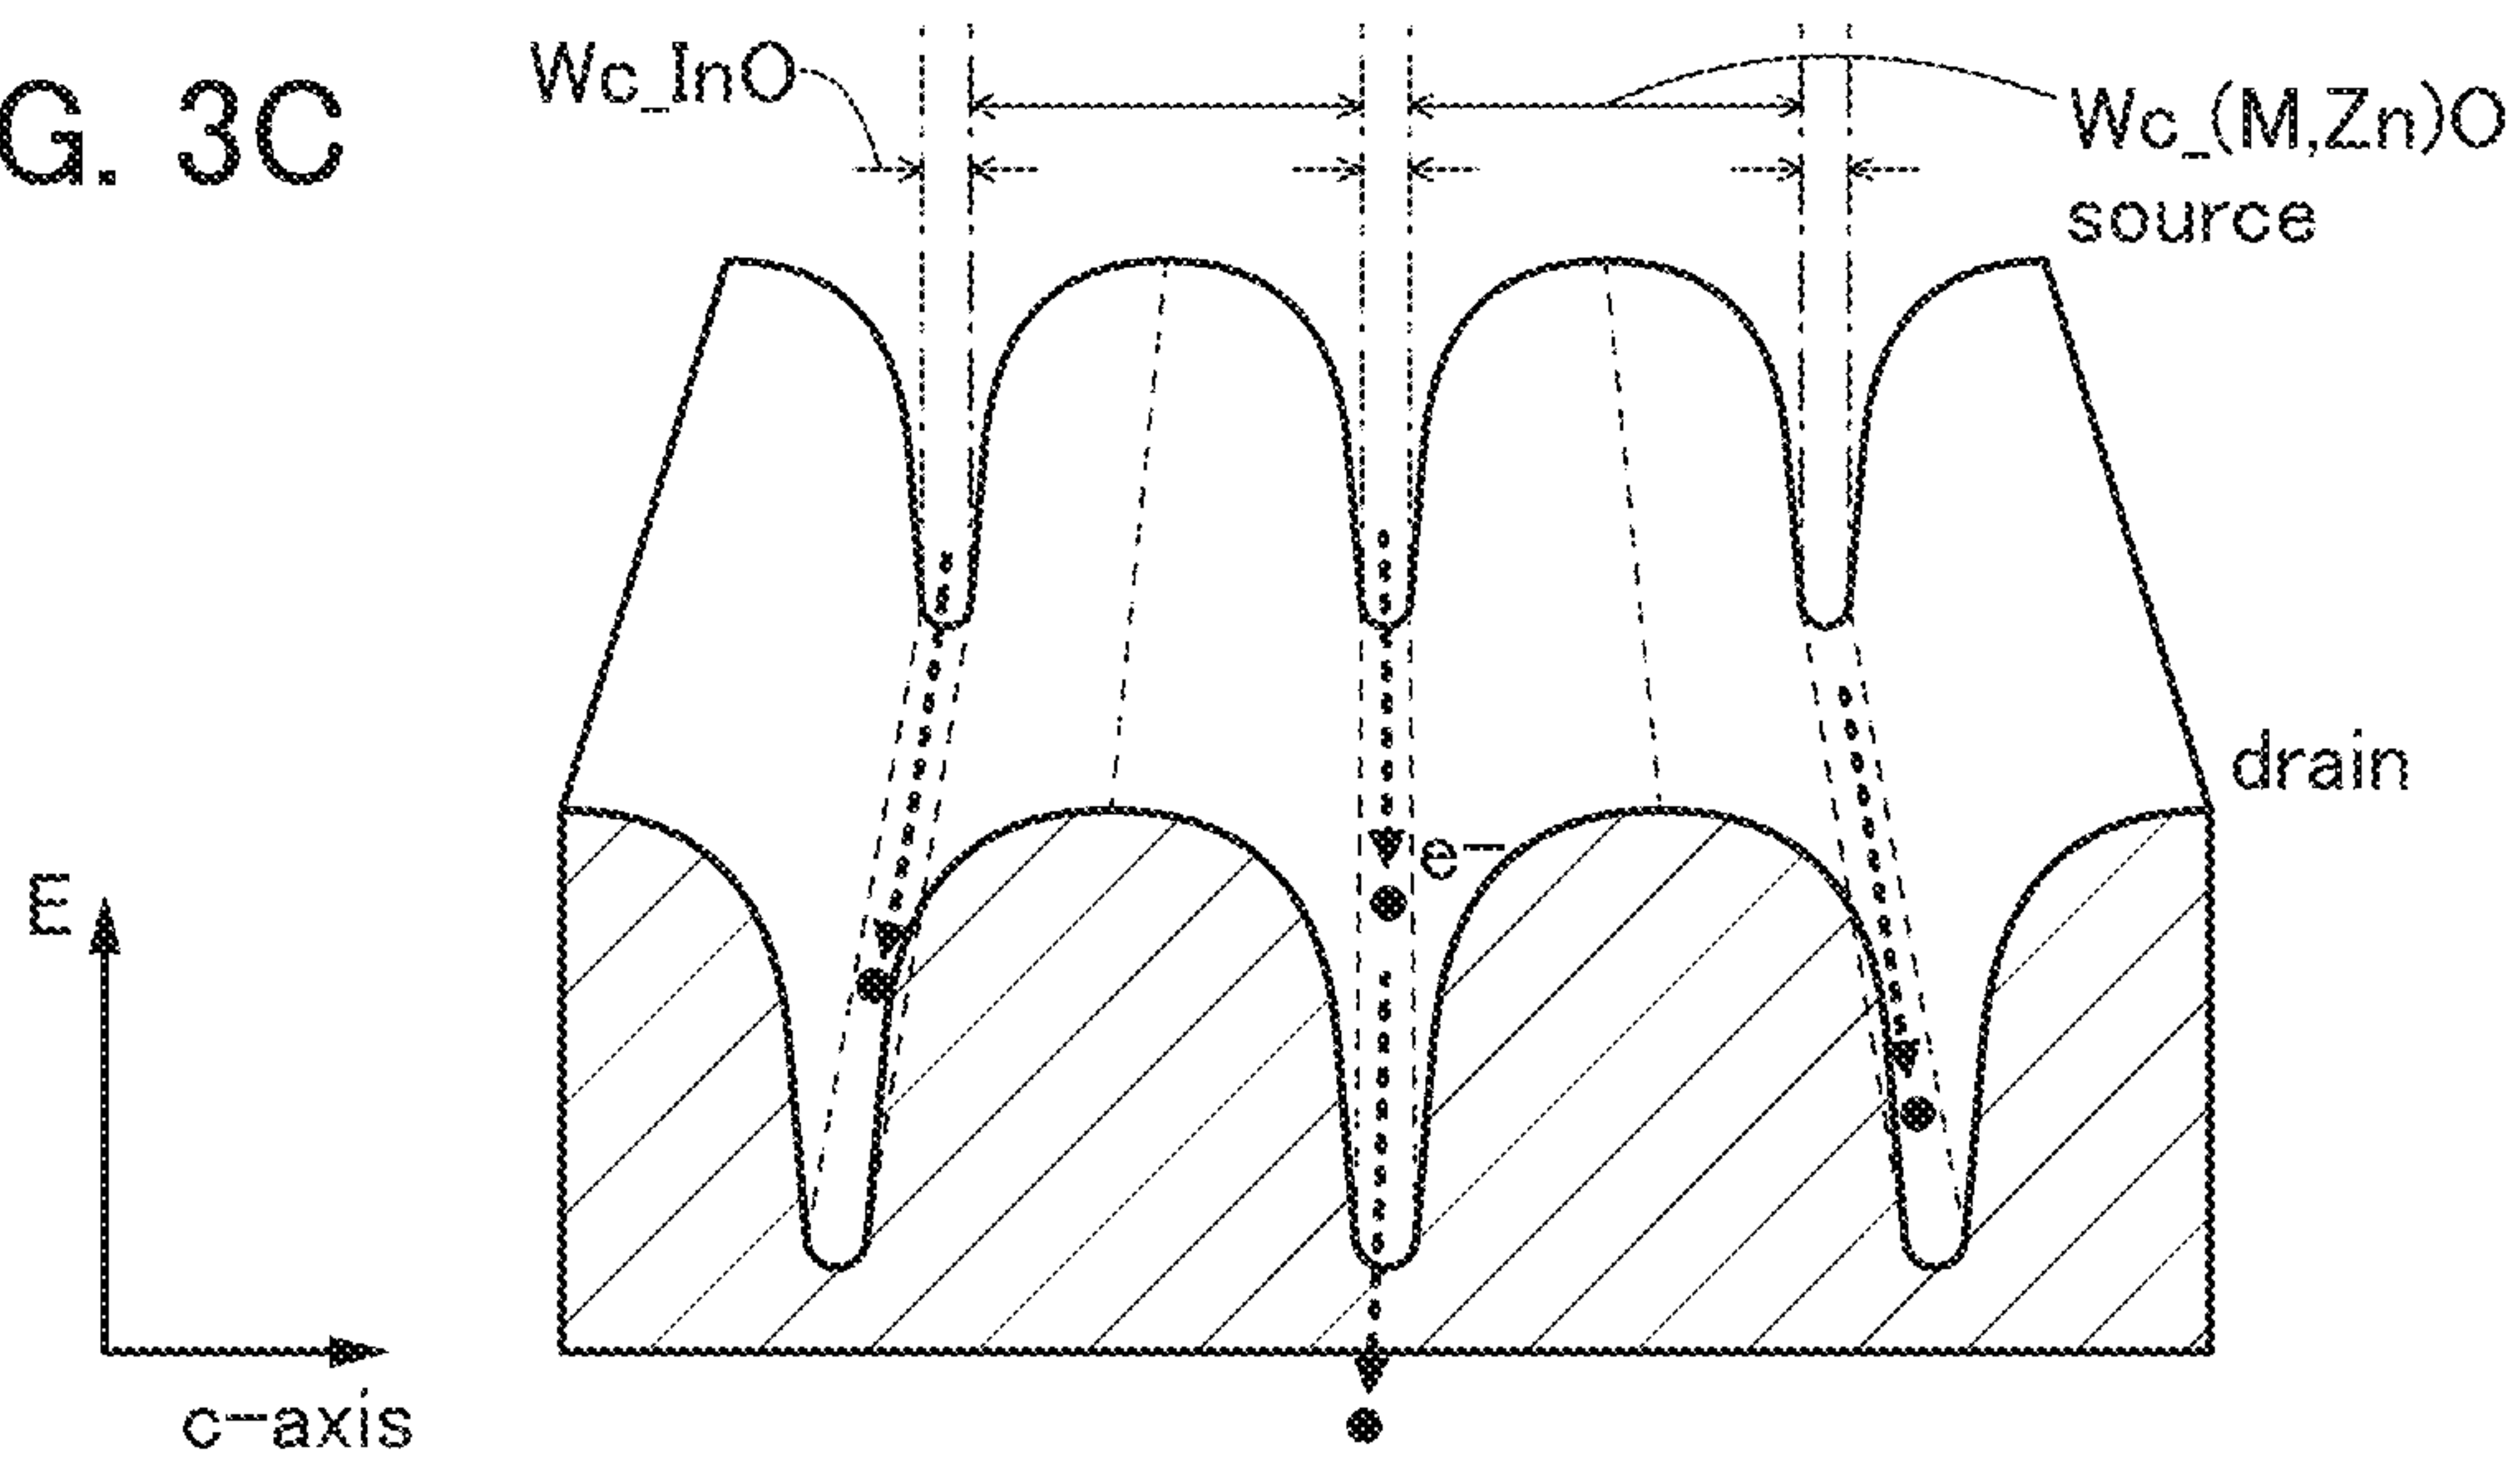 G. 3C
Wc_InO
Wc_(M,Zn)O
source
drain
e-
E
c-axis